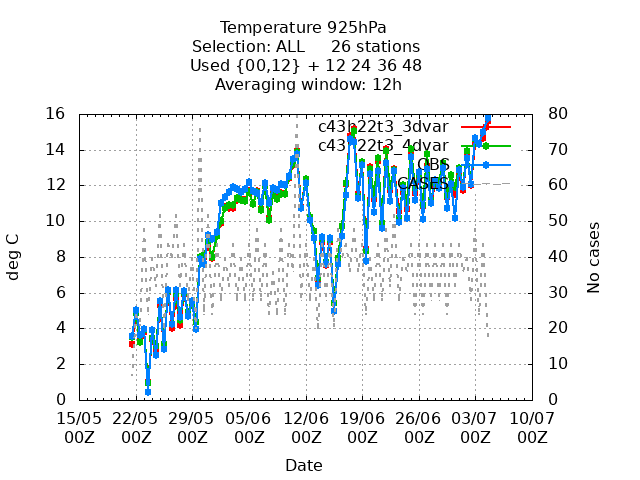 Temperature 925hPa
Selection: ALL 26 stations
Used {00,12} + 12 24 36 48
Averaging window: 12h
c43h22t3_3dvar
c43h22t3_4dvar
OBS
CASES
deg C
No cases
16
14
12
10
8
6
4
2
0
80
70
60
50
40
30
20
10
0
15/05 22/05 29/05 05/06 12/06 19/06 26/06 03/07 10/07
00Z 00Z 00Z 00Z 00Z 00Z 00Z 00Z 00Z
Date